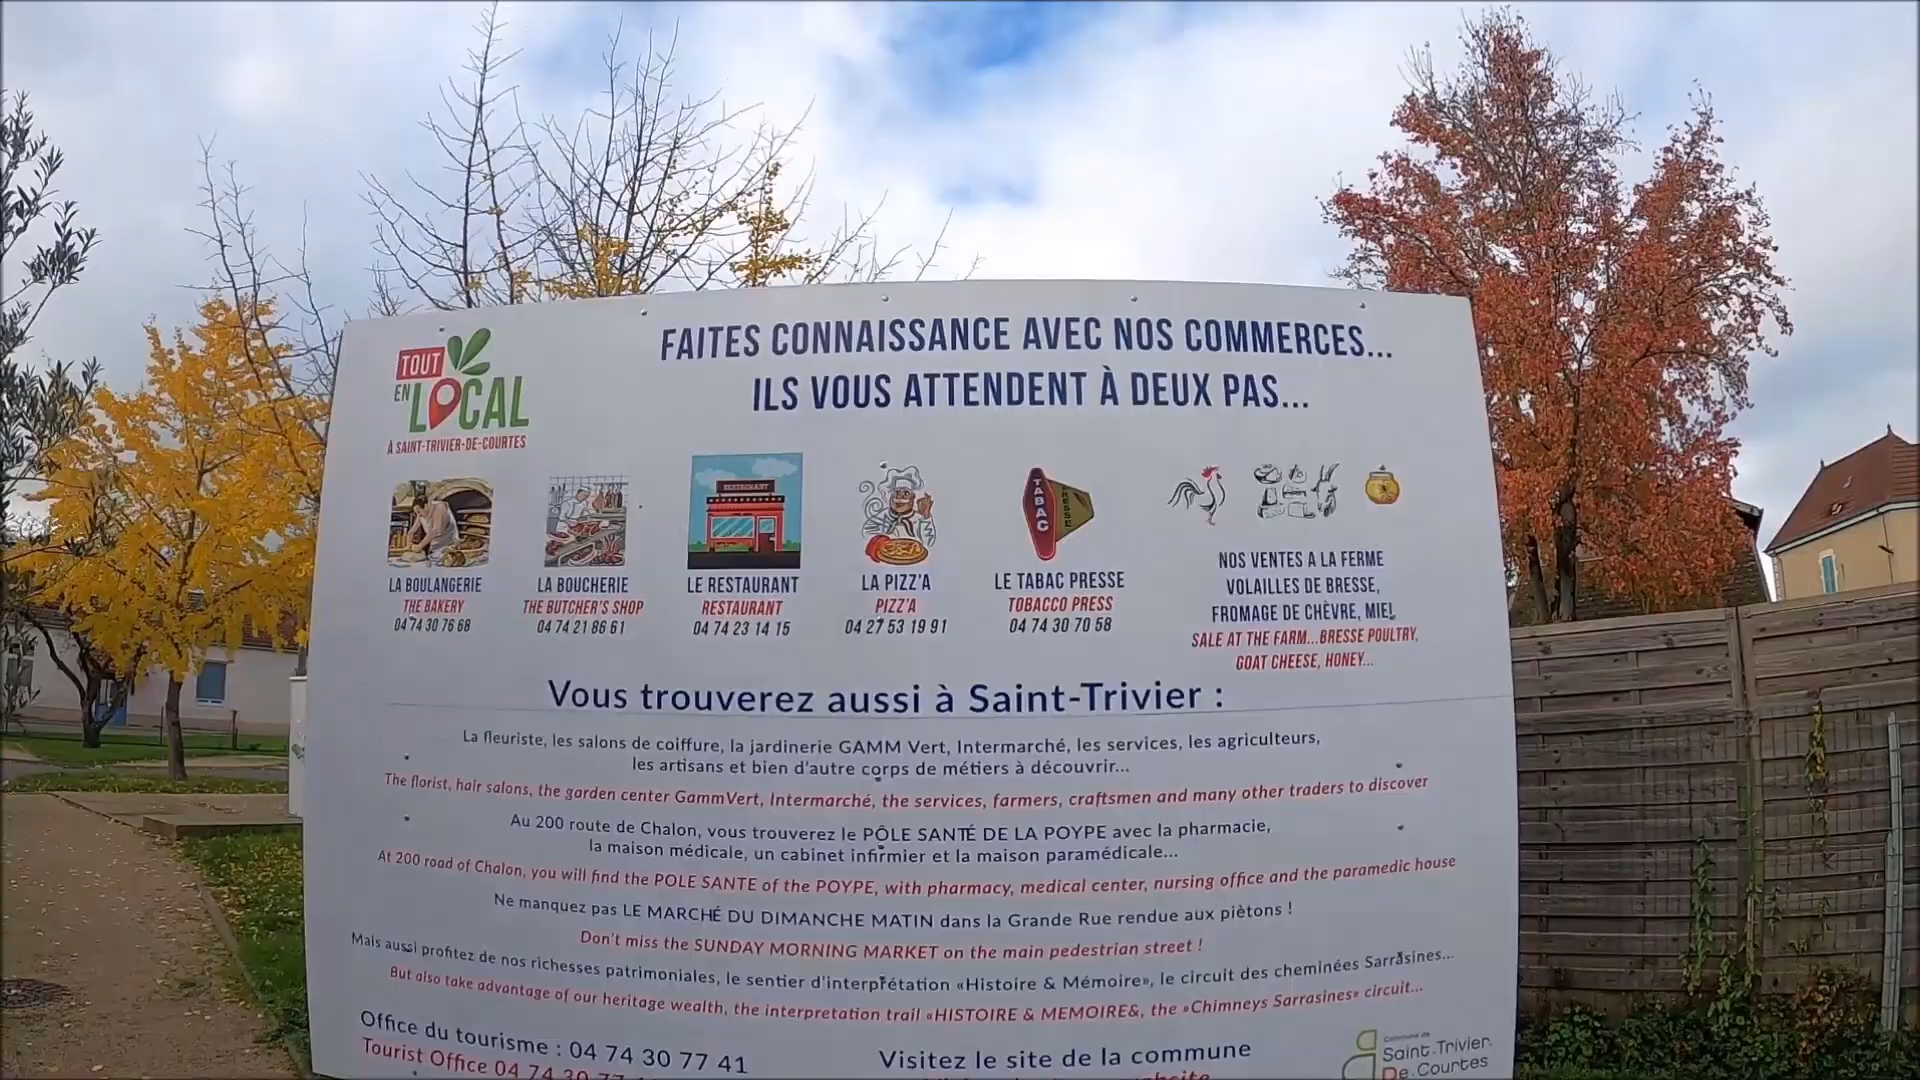 TOUT
EN LOCAL
À SAINT-TRIVIER-DE-COURTES
FAITES CONNAISSANCE AVEC NOS COMMERCES...
ILS VOUS ATTENDENT À DEUX PAS...
RESTAURANT
TABAC
PRESSE
LA BOULANGERIE
THE BAKERY
04 74 30 76 68
LA BOUCHERIE
THE BUTCHER'S SHOP
04 74 21 86 61
LE RESTAURANT
RESTAURANT
04 74 23 14 15
LA PIZZ'A
PIZZ'A
04 27 53 19 91
LE TABAC PRESSE
TOBACCO PRESS
04 74 30 70 58
NOS VENTES A LA FERME
VOLAILLES DE BRESSE,
FROMAGE DE CHÈVRE, MIEL
SALE AT THE FARM...BRESSE POULTRY,
GOAT CHEESE, HONEY...
Vous trouverez aussi à Saint-Trivier :
La fleuriste, les salons de coiffure, la jardinerie GAMM Vert, Intermarché, les services, les agriculteurs,
les artisans et bien d'autre corps de métiers à découvrir...
The florist, hair salons, the garden center GammVert, Intermarché, the services, farmers, craftsmen and many other traders to discover
Au 200 route de Chalon, vous trouverez le PÔLE SANTÉ DE LA POYPE avec la pharmacie,
la maison médicale, un cabinet infirmier et la maison paramédicale...
At 200 road of Chalon, you will find the POLE SANTE of the POYPE, with pharmacy, medical center, nursing office and the paramedic house
Ne manquez pas LE MARCHÉ DU DIMANCHE MATIN dans la Grande Rue rendue aux piètons !
Don't miss the SUNDAY MORNING MARKET on the main pedestrian street !
Mais aussi profitez de nos richesses patrimoniales, le sentier d'interprétation «Histoire & Mémoire», le circuit des cheminées Sarrasines...
But also take advantage of our heritage wealth, the interpretation trail «HISTOIRE & MEMOIRE&, the »Chimneys Sarrasines» circuit...
Office du tourisme : 04 74 30 77 41
Tourist Office 04 74 30 77
Visitez le site de la commune
Commune de
Saint-Trivier
De-Courtes